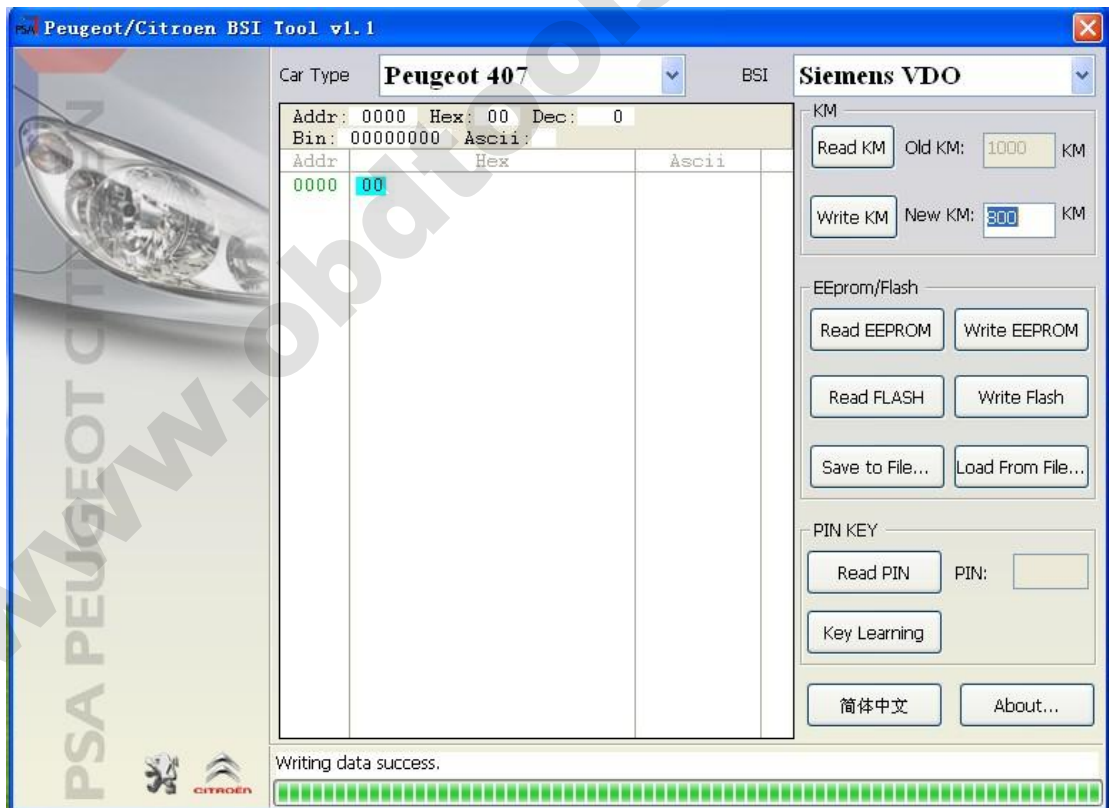 Peugeot/Citroen BSI Tool v1.1
Car Type Peugeot 407 BSI Siemens VDO
Addr: 0000 Hex: 00 Dec: 0
Bin: 00000000 Ascii:
Addr Hex Ascii
0000 00
KM
Read KM Old KM: 1000 KM
Write KM New KM: 800 KM
EEprom/Flash
Read EEPROM Write EEPROM
Read FLASH Write Flash
Save to File... Load From File...
PIN KEY
Read PIN PIN:
Key Learning
简体中文 About...
Writing data success.
PSA PEUGEOT CITROËN
CITROËN